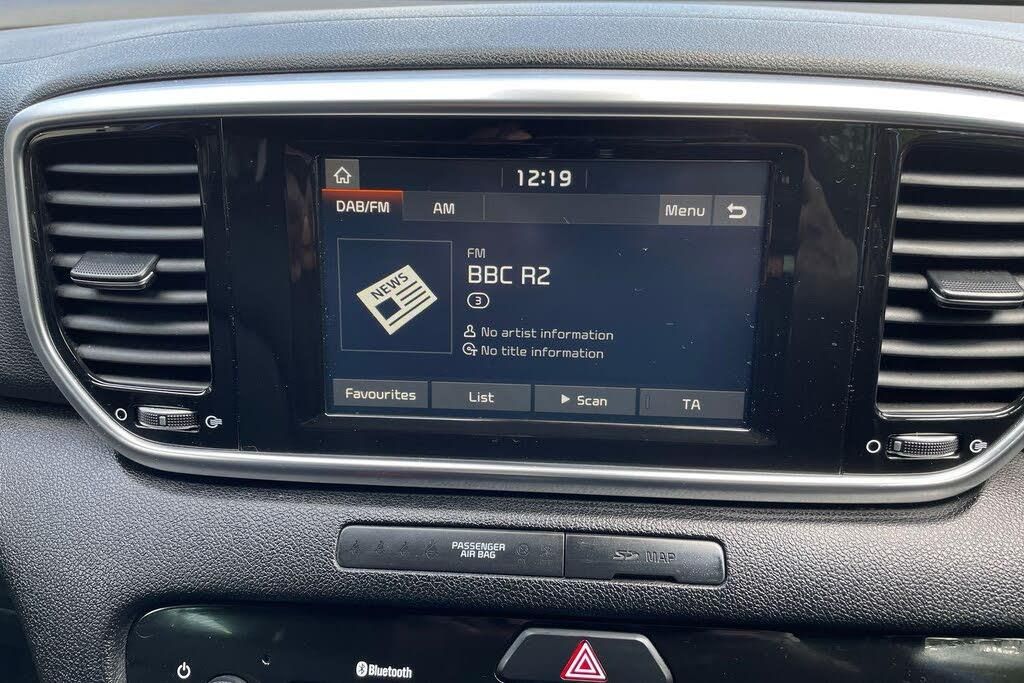 12:19
DAB/FM AM Menu
FM
BBC R2
3
NEWS
No artist information
No title information
Favourites List Scan TA
PASSENGER
AIR BAG
SD MAP
Bluetooth